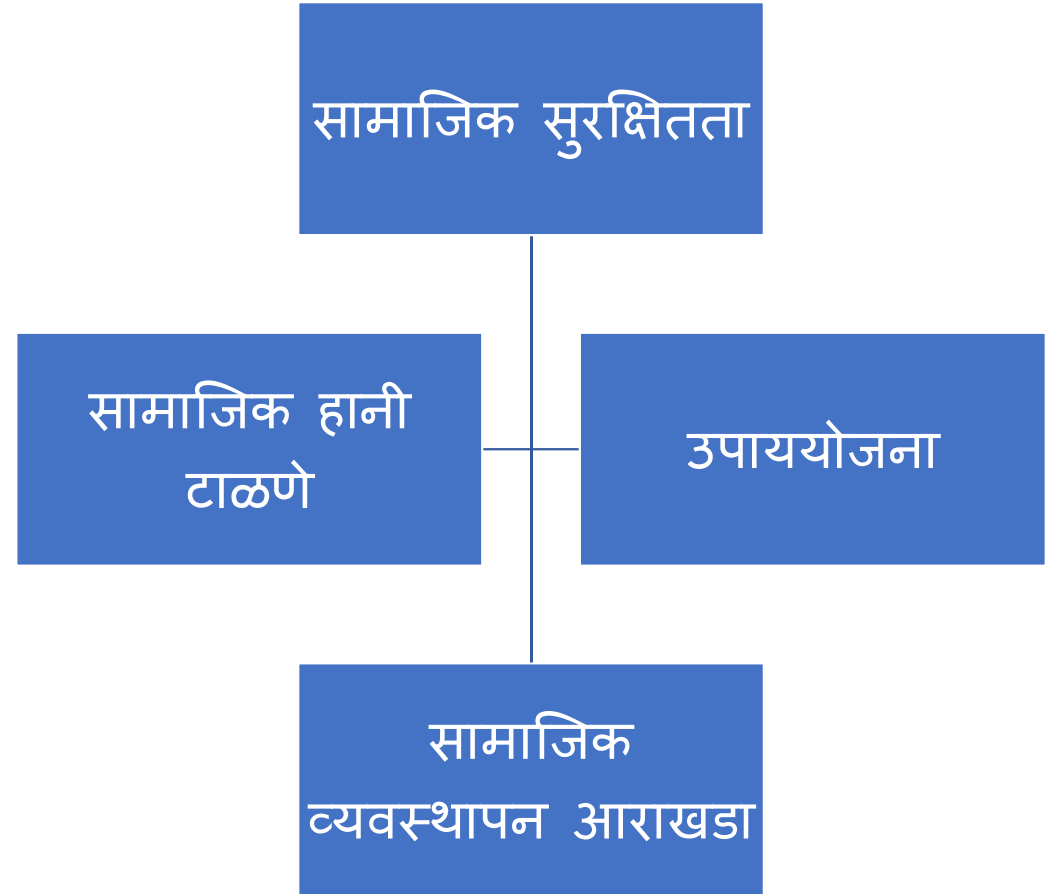 सामाजिक सुरक्षितता
सामाजिक हानी
टाळणे
उपाययोजना
सामाजिक
व्यवस्थापन आराखडा